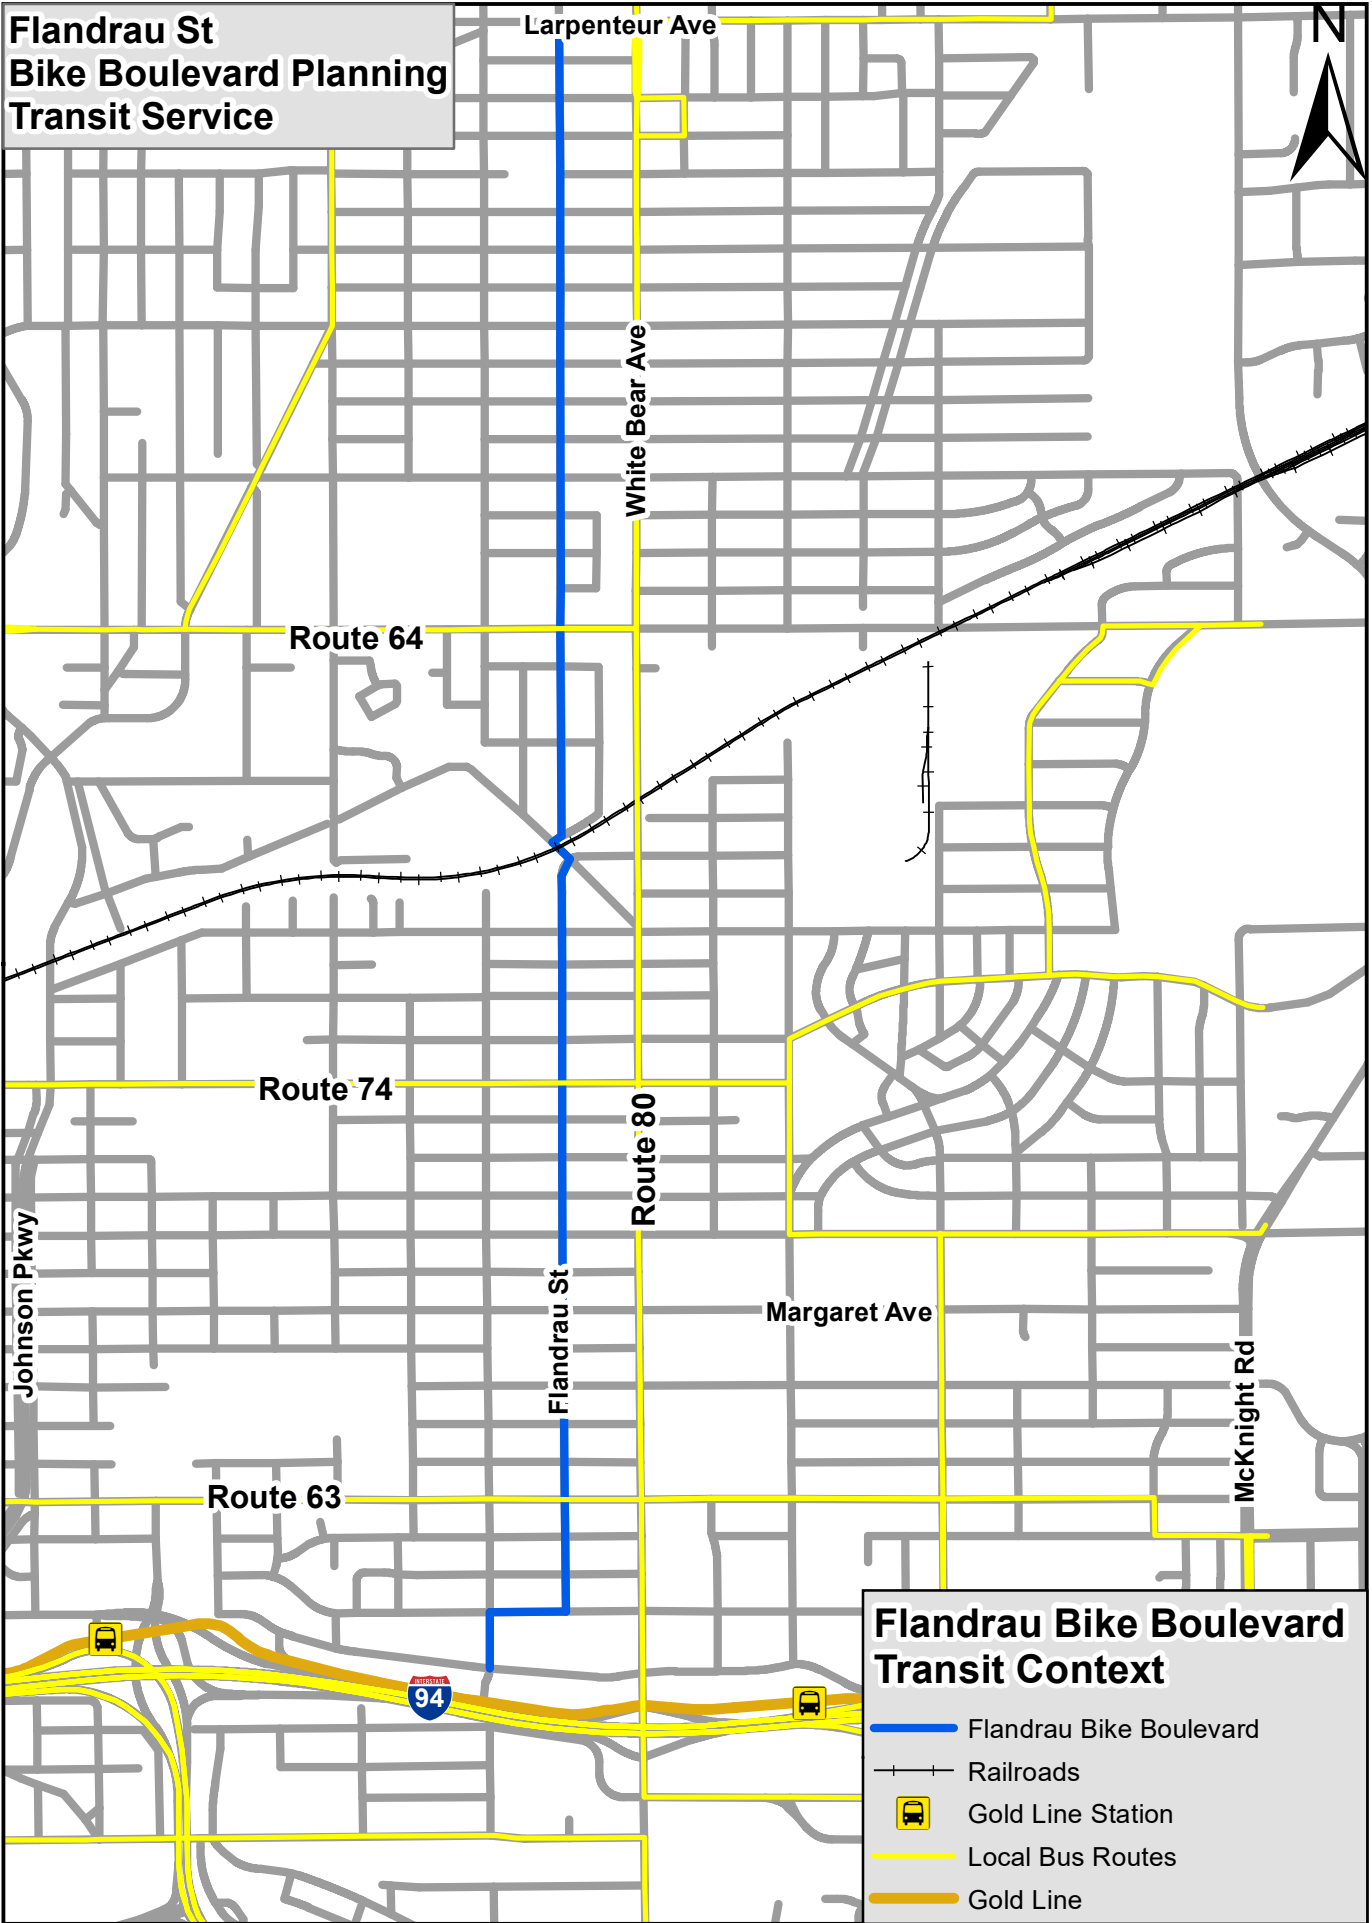 Flandrau St
Bike Boulevard Planning
Transit Service
Larpenteur Ave
N
White Bear Ave
Route 64
Route 74
Route 80
Johnson Pkwy
Flandrau St
Margaret Ave
McKnight Rd
Route 63
INTERSTATE
94
Flandrau Bike Boulevard
Transit Context
Flandrau Bike Boulevard
Railroads
Gold Line Station
Local Bus Routes
Gold Line